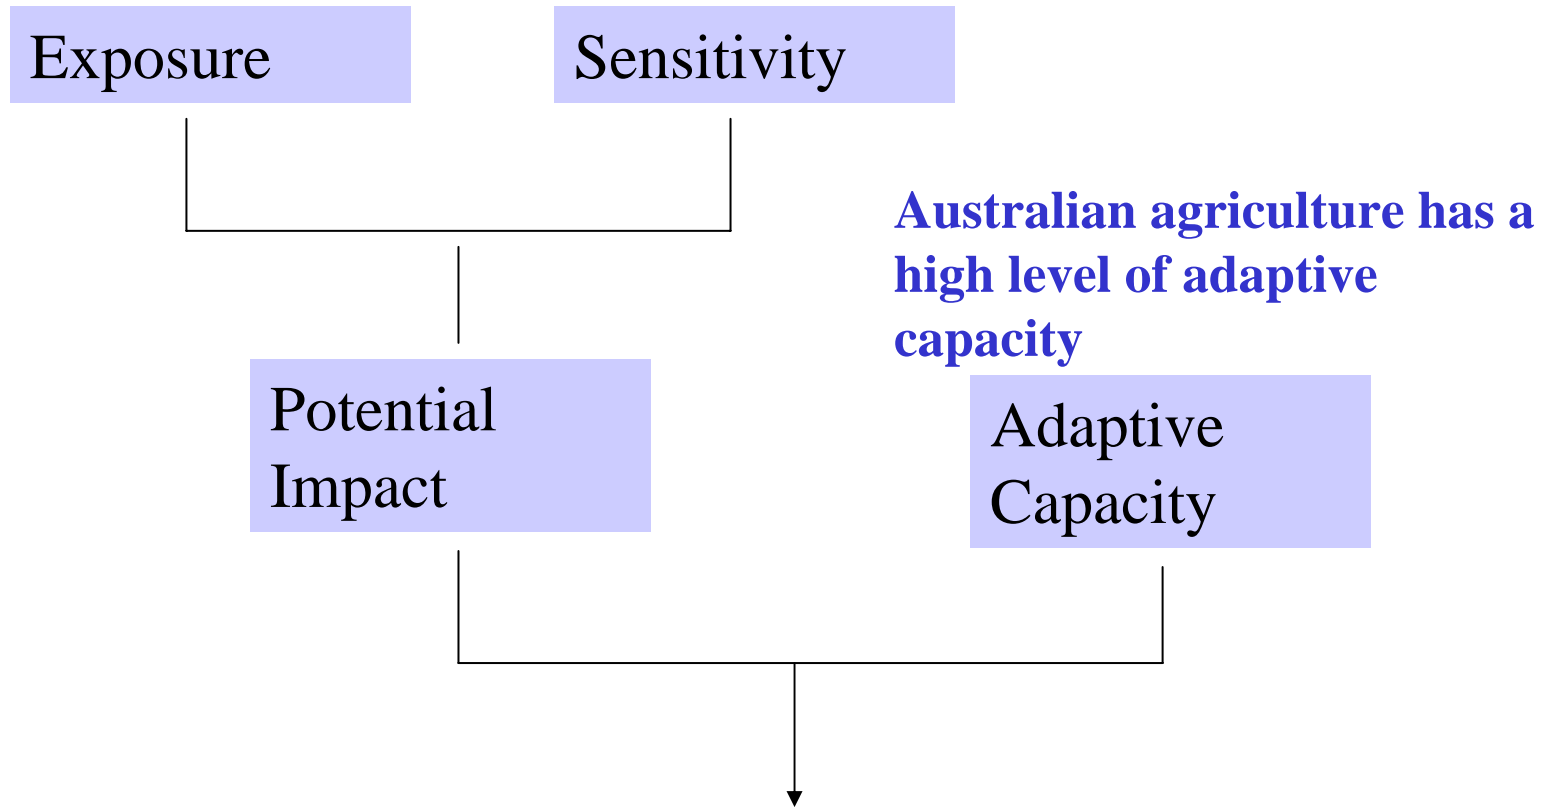 Exposure
Sensitivity
Australian agriculture has a
high level of adaptive
capacity
Potential
Impact
Adaptive
Capacity